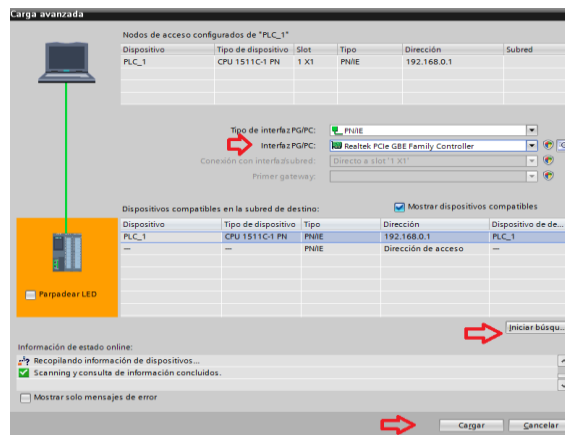 Carga avanzada
Nodos de acceso configurados de "PLC_1"
Dispositivo Tipo de dispositivo Slot Tipo Dirección Subred
PLC_1 CPU 1511C-1 PN 1 X1 PN/IE 192.168.0.1
Tipo de interfaz PG/PC: PN/IE
Interfaz PG/PC: Realtek PCIe GBE Family Controller
Conexión con interfaz/subred: Directo a slot '1 X1'
Primer gateway:
Dispositivos compatibles en la subred de destino: Mostrar dispositivos compatibles
Dispositivo Tipo de dispositivo Tipo Dirección Dispositivo de de...
PLC_1 CPU 1511C-1 PN PN/IE 192.168.0.1 PLC_1
— — PN/IE Dirección de acceso —
Parpadear LED
Iniciar búsqu...
Información de estado online:
Recopilando información de dispositivos...
Scanning y consulta de información concluidos.
Mostrar solo mensajes de error
Cargar Cancelar